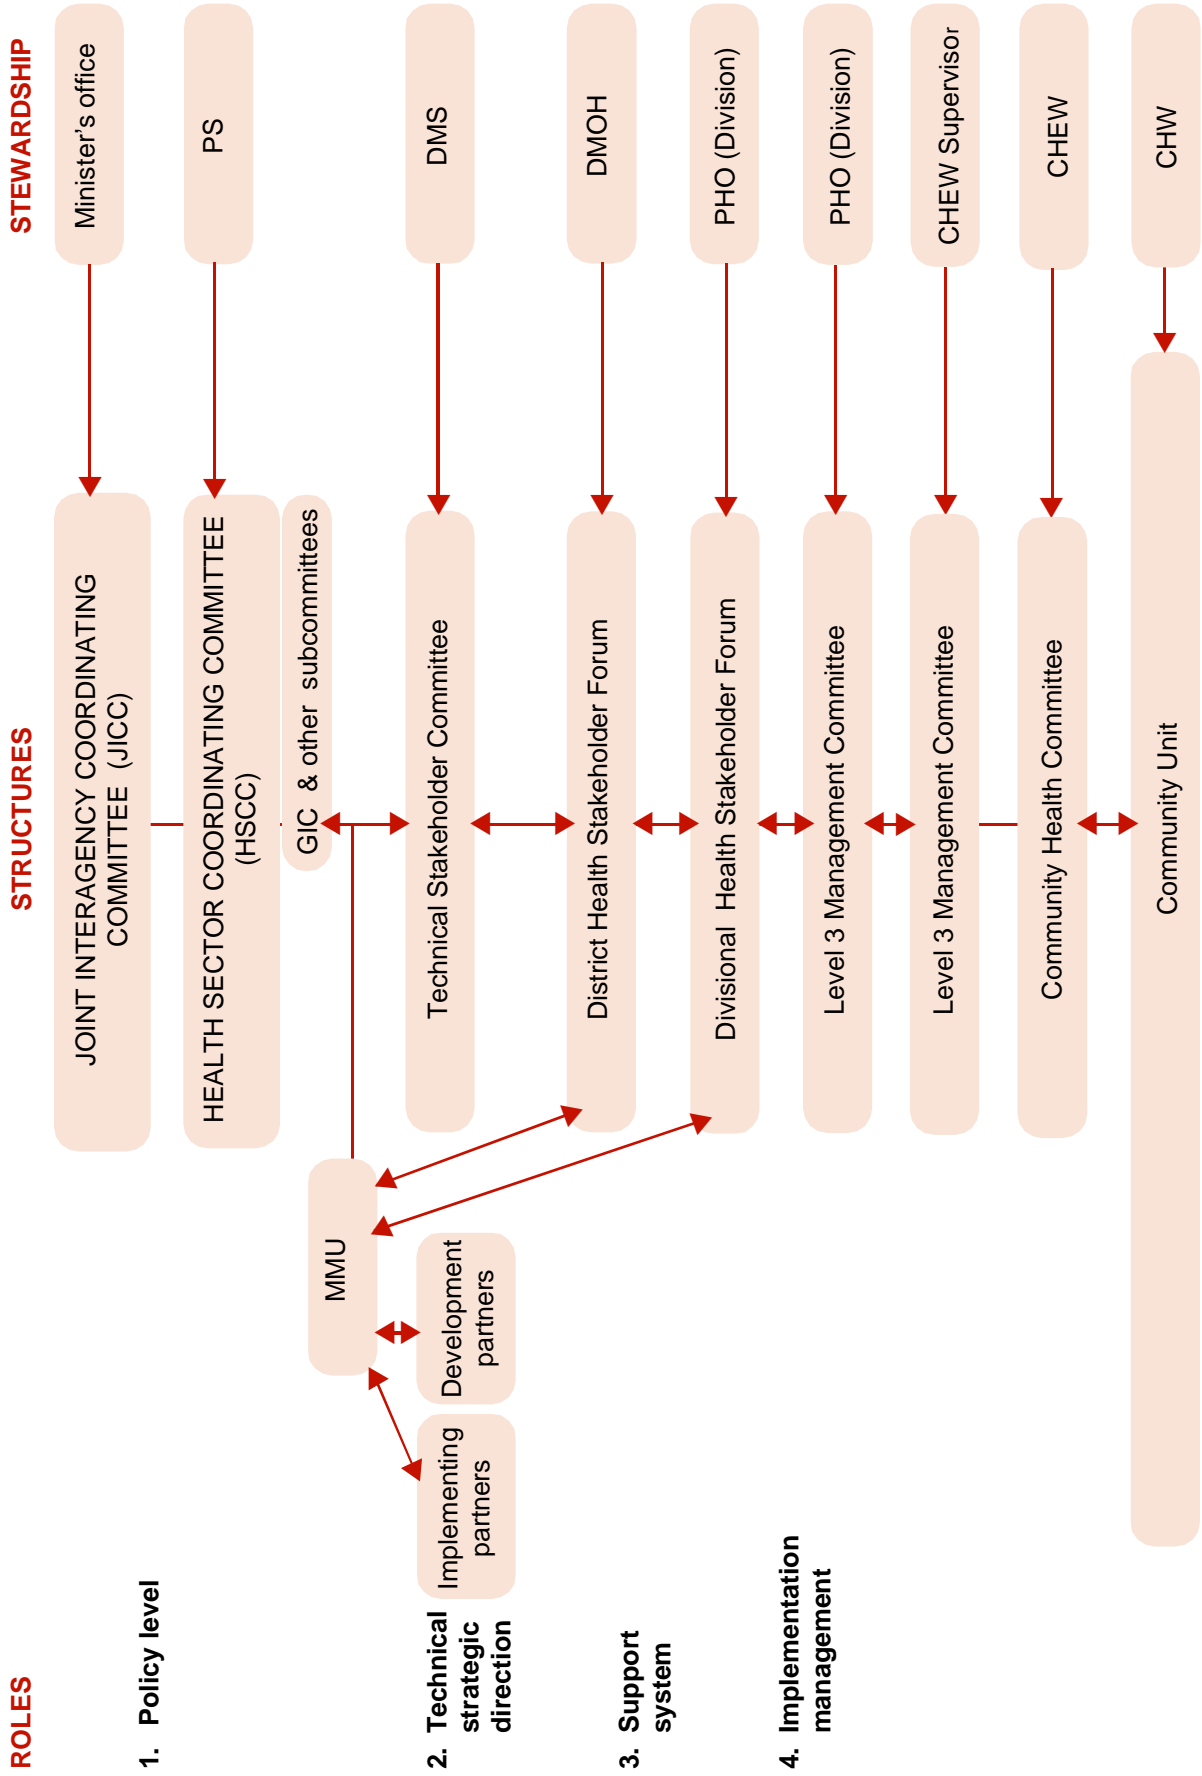 ROLES
STRUCTURES
STEWARDSHIP
1. Policy level
JOINT INTERAGENCY COORDINATING
COMMITTEE (JICC)
Minister's office
HEALTH SECTOR COORDINATING COMMITTEE
(HSCC)
PS
GIC & other subcommittees
MMU
2. Technical
strategic
direction
Implementing
partners
Development
partners
Technical Stakeholder Committee
DMS
3. Support
system
District Health Stakeholder Forum
DMOH
Divisional Health Stakeholder Forum
PHO (Division)
4. Implementation
management
Level 3 Management Committee
PHO (Division)
Level 3 Management Committee
CHEW Supervisor
Community Health Committee
CHEW
Community Unit
CHW